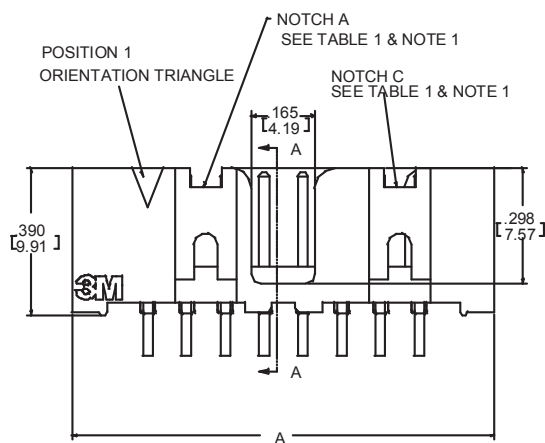 NOTCH A
SEE TABLE 1 & NOTE 1
POSITION 1
ORIENTATION TRIANGLE
NOTCH C
SEE TABLE 1 & NOTE 1
.165
[4.19]
A
.390
[9.91]
.298
[7.57]
3M
A
A